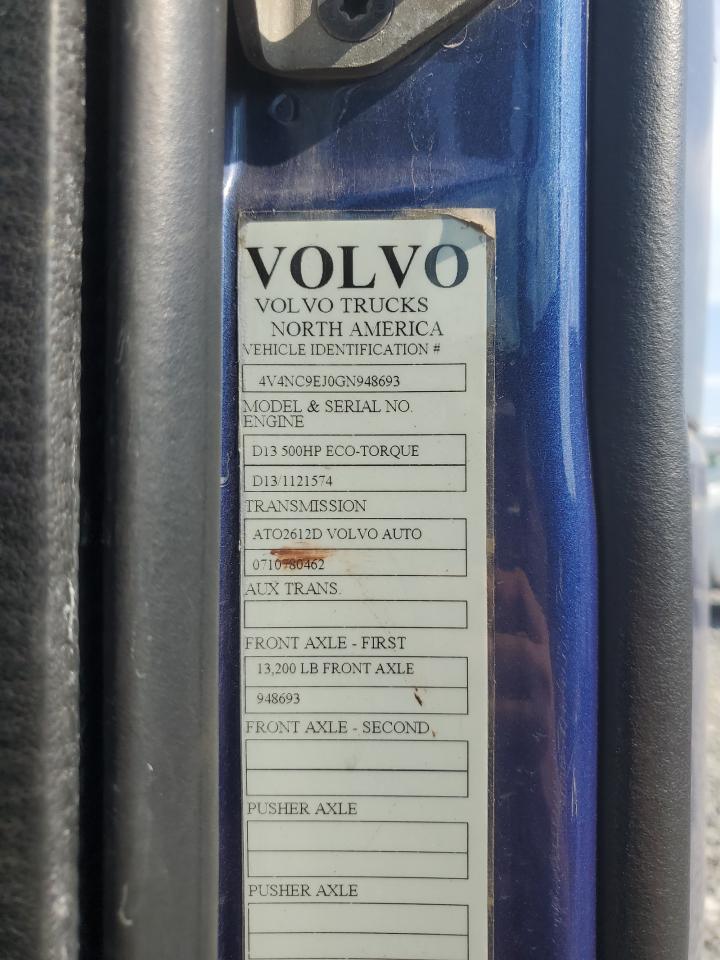 VOLVO
VOLVO TRUCKS
NORTH AMERICA
VEHICLE IDENTIFICATION #
4V4NC9EJ0GN948693
MODEL & SERIAL NO.
ENGINE
D13 500HP ECO-TORQUE
D13/1121574
TRANSMISSION
ATO2612D VOLVO AUTO
0710780462
AUX TRANS.
FRONT AXLE - FIRST
13,200 LB FRONT AXLE
948693
FRONT AXLE - SECOND
PUSHER AXLE
PUSHER AXLE